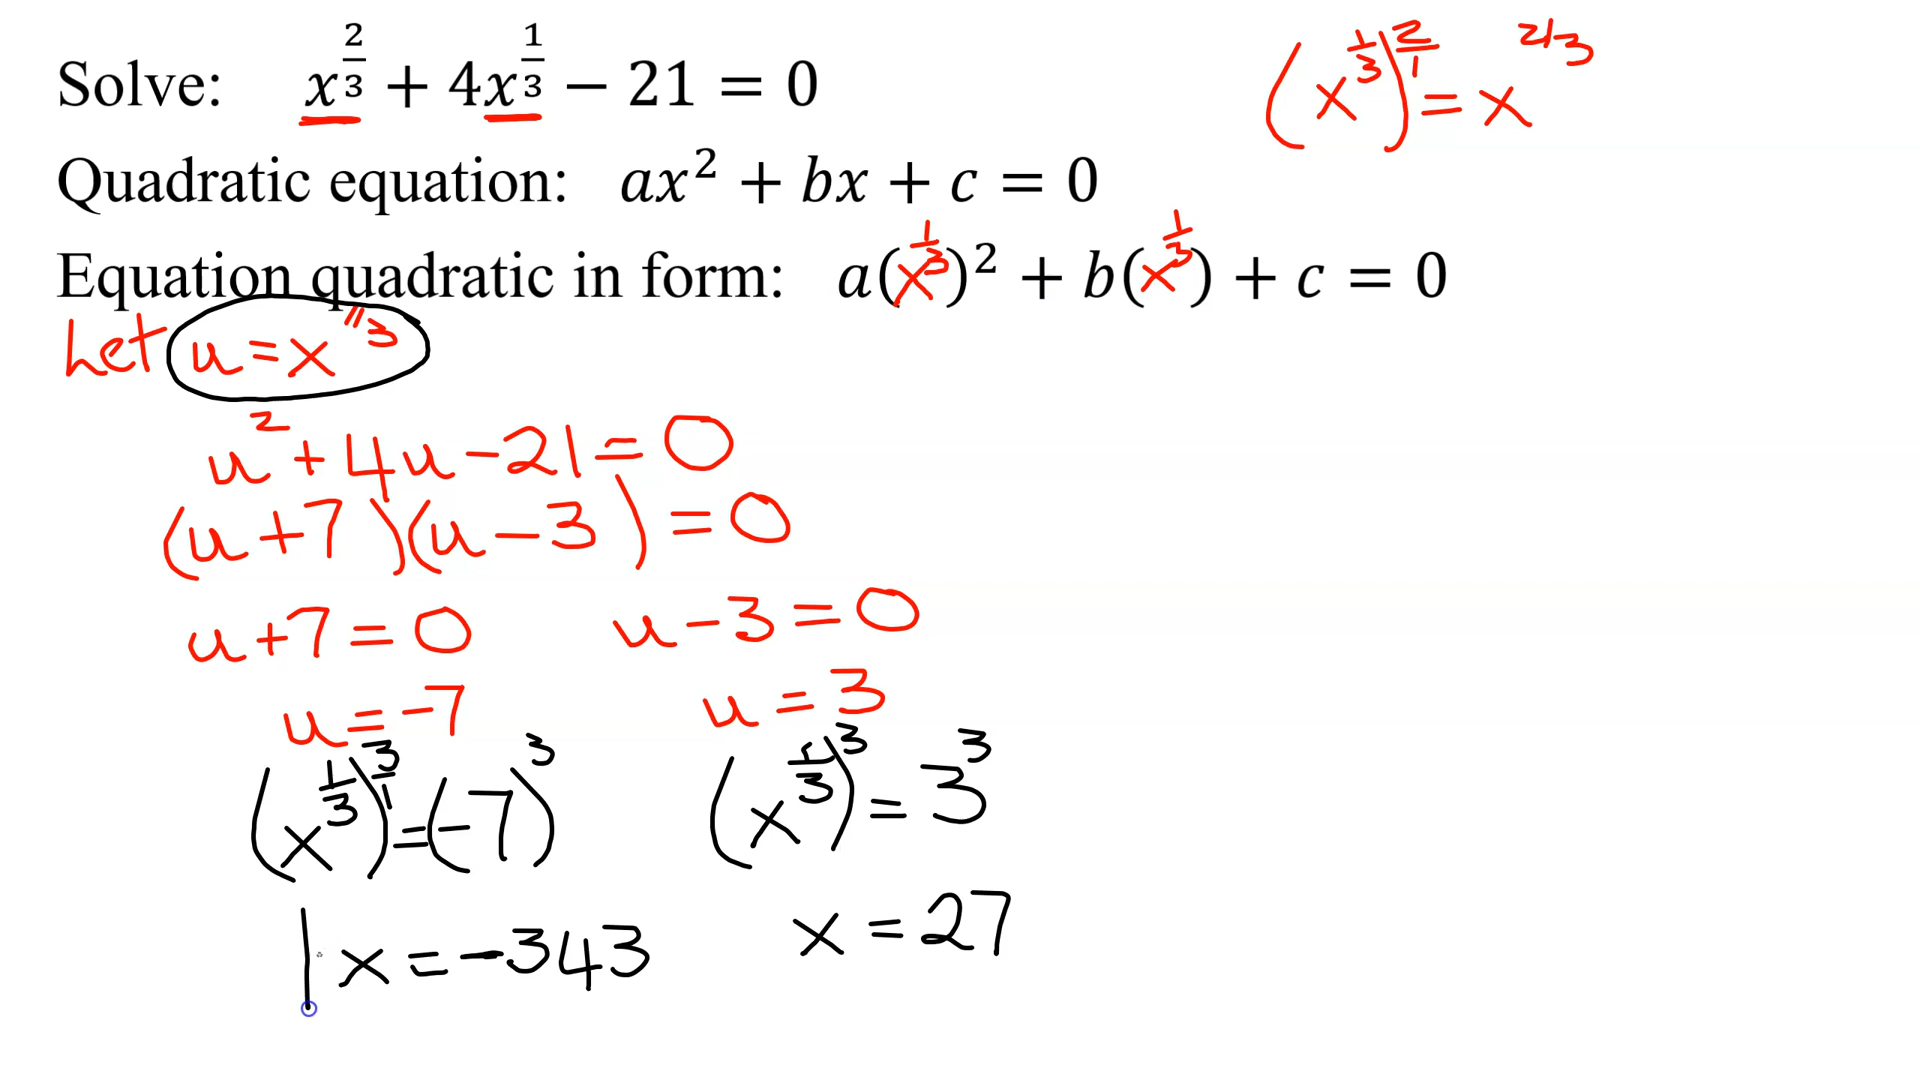 Solve: x^{2/3} + 4x^{1/3} − 21 = 0
(x^{1/3})^{2/1} = x^{2/3}
Quadratic equation: ax² + bx + c = 0
Equation quadratic in form: a(x^{1/3})² + b(x^{1/3}) + c = 0
Let u = x^{1/3}
u² + 4u − 21 = 0
(u + 7)(u − 3) = 0
u + 7 = 0 u − 3 = 0
u = −7 u = 3
(x^{1/3})^{3/1} = (−7)³ (x^{1/3})³ = 3³
x = −343 x = 27